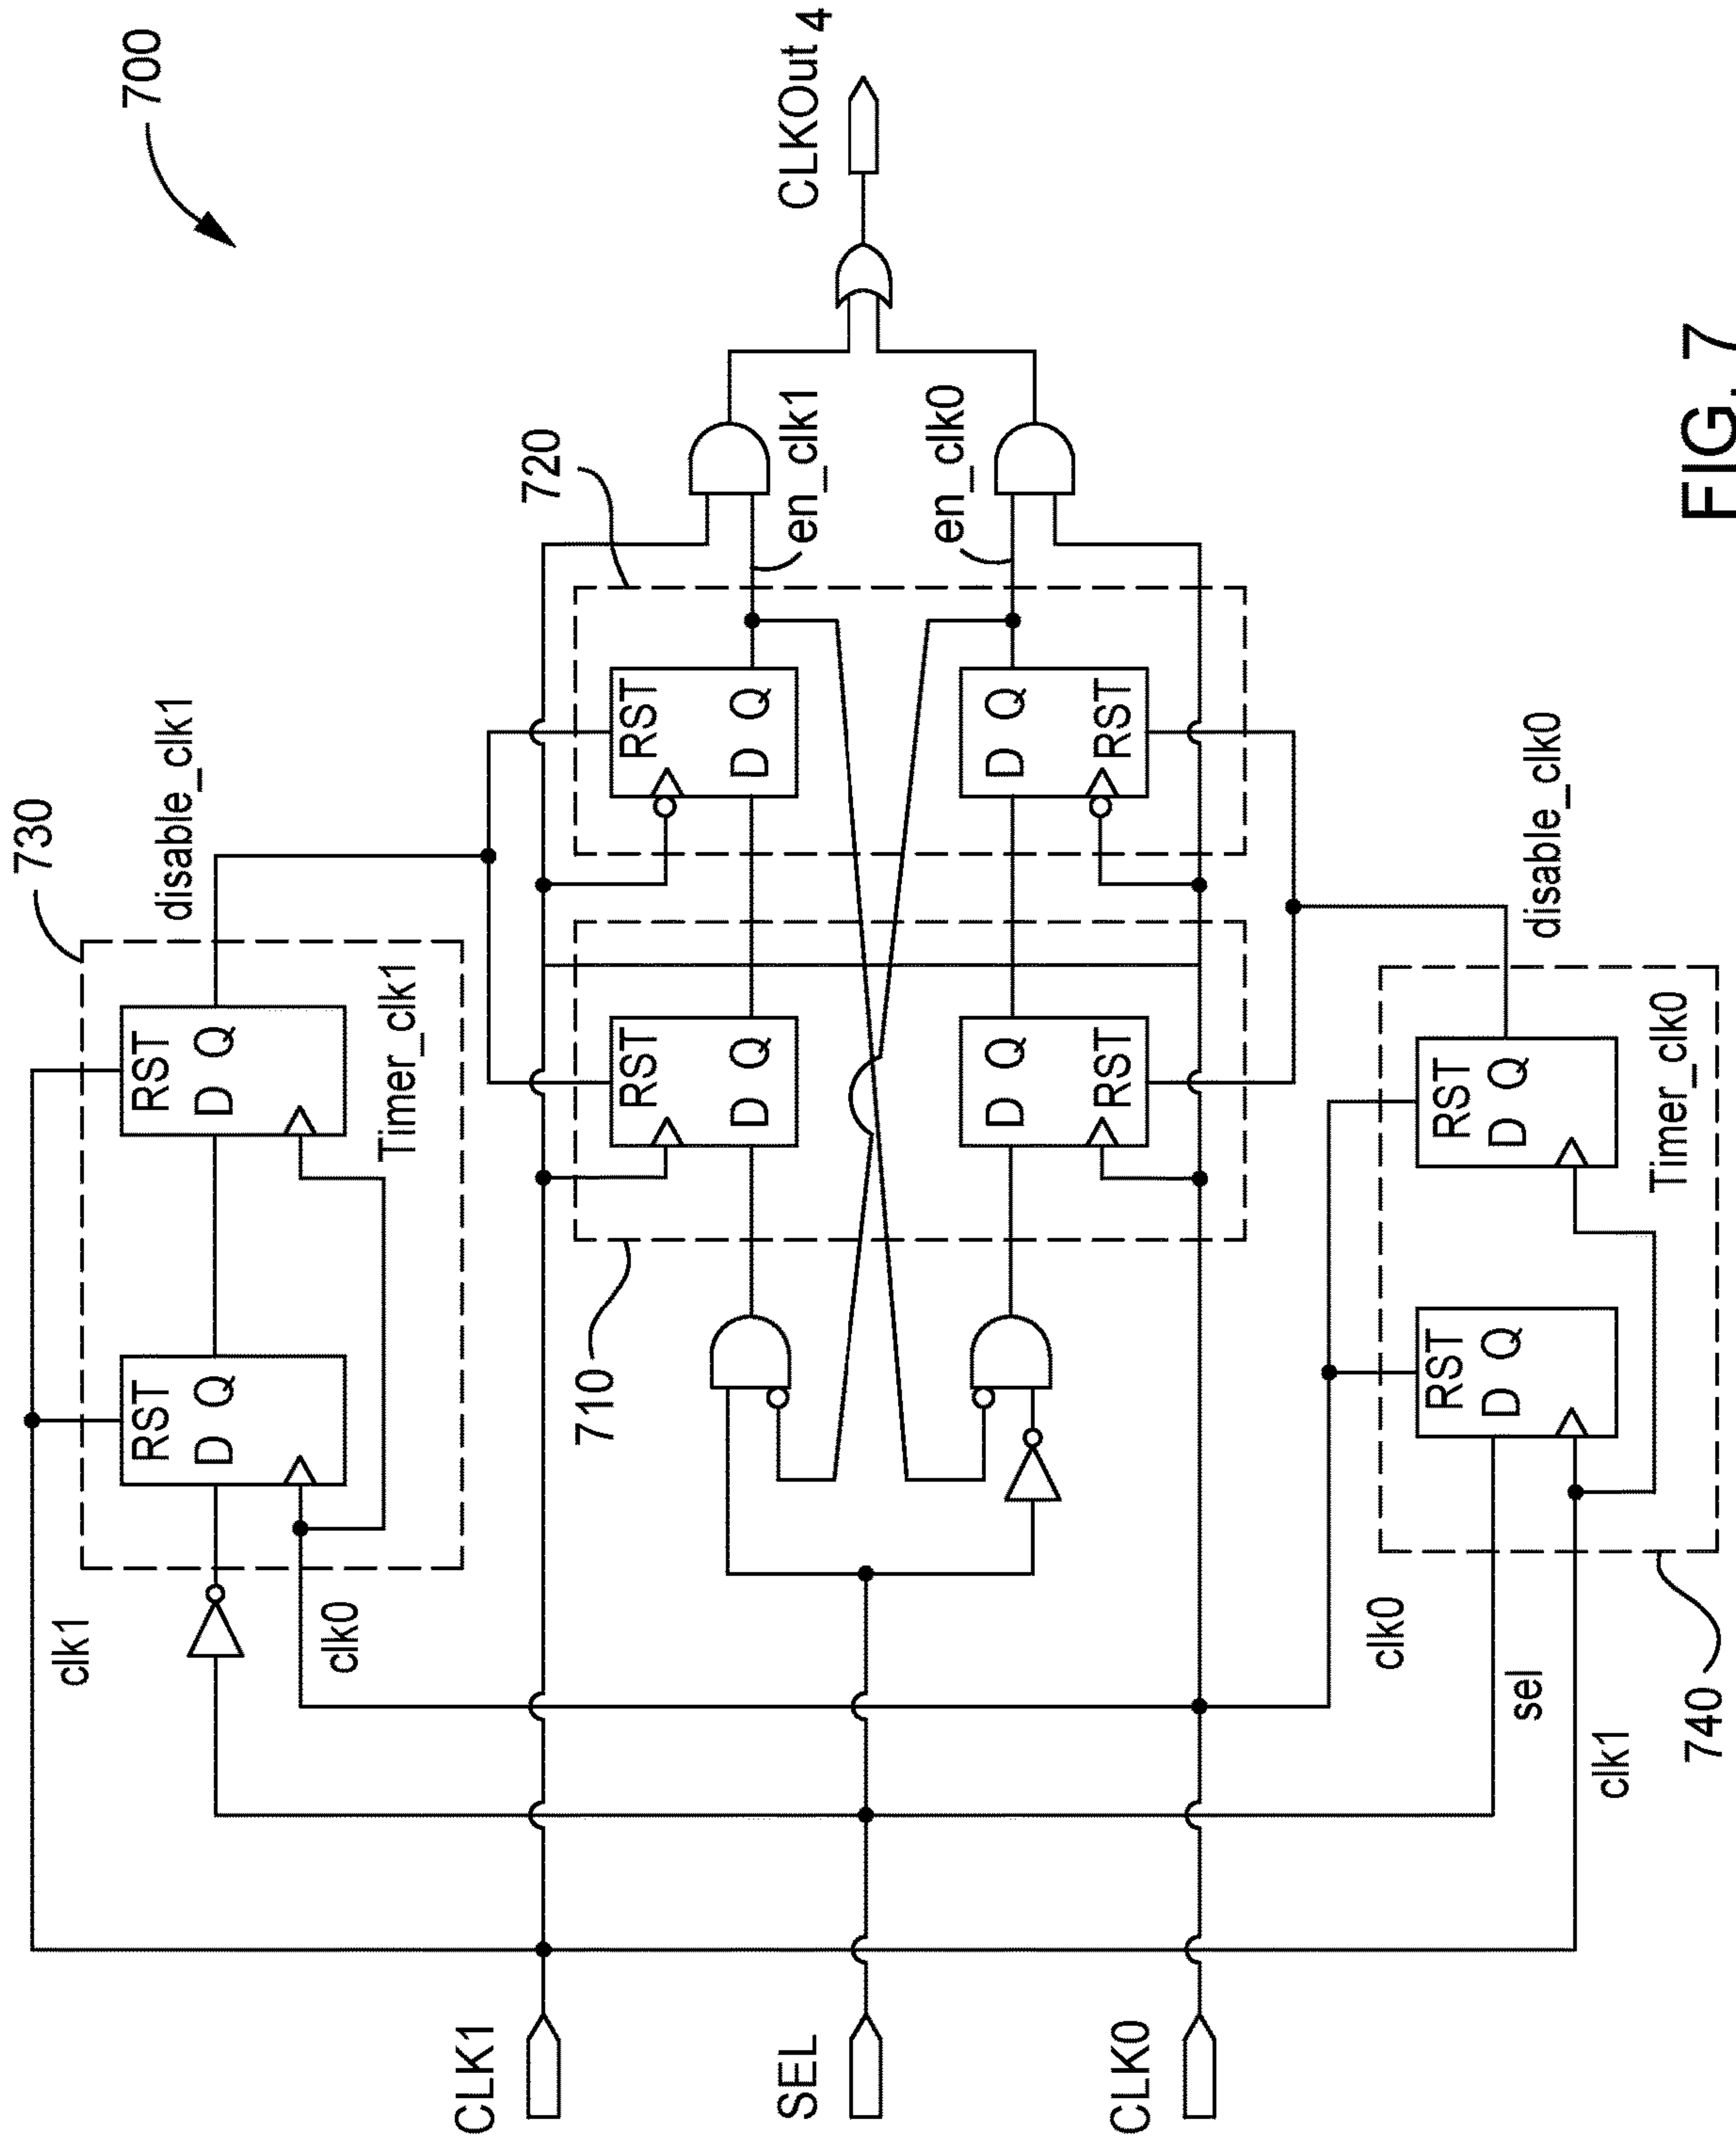 700
730
disable_clk1
RST
D Q
RST
D Q
Timer_clk1
clk1
clk0
CLK1
SEL
CLK0
710
RST
D Q
D Q
RST
720
RST
D Q
D Q
RST
en_clk1
en_clk0
CLKOut 4
disable_clk0
clk0
sel
clk1
RST
D Q
RST
D Q
Timer_clk0
740
FIG. 7